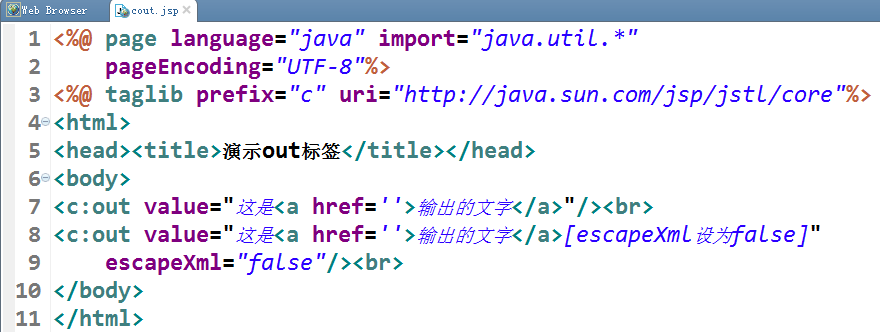 Web Browser cout.jsp
1 <%@ page language="java" import="java.util.*"
2 pageEncoding="UTF-8"%>
3 <%@ taglib prefix="c" uri="http://java.sun.com/jsp/jstl/core"%>
4 <html>
5 <head><title>演示out标签</title></head>
6 <body>
7 <c:out value="这是<a href=''>输出的文字</a>"/><br>
8 <c:out value="这是<a href=''>输出的文字</a>[escapeXml设为false]"
9 escapeXml="false"/><br>
10 </body>
11 </html>